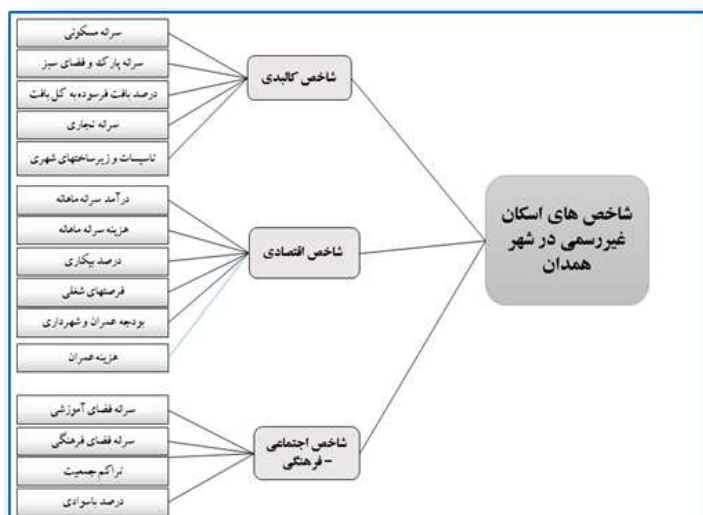 شاخص های اسکان
غیررسمی در شهر
همدان
شاخص کالبدی
سرانه مسکونی
سرانه پارک و فضای سبز
درصد بافت فرسوده به کل بافت
سرانه تجاری
تاسیسات و زیرساختهای شهری
شاخص اقتصادی
درآمد سرانه ماهانه
هزینه سرانه ماهانه
درصد بیکاری
فرصتهای شغلی
بودجه عمران و شهرداری
هزینه عمران
شاخص اجتماعی
- فرهنگی
سرانه فضای آموزشی
سرانه فضای فرهنگی
تراکم جمعیت
درصد باسوادی